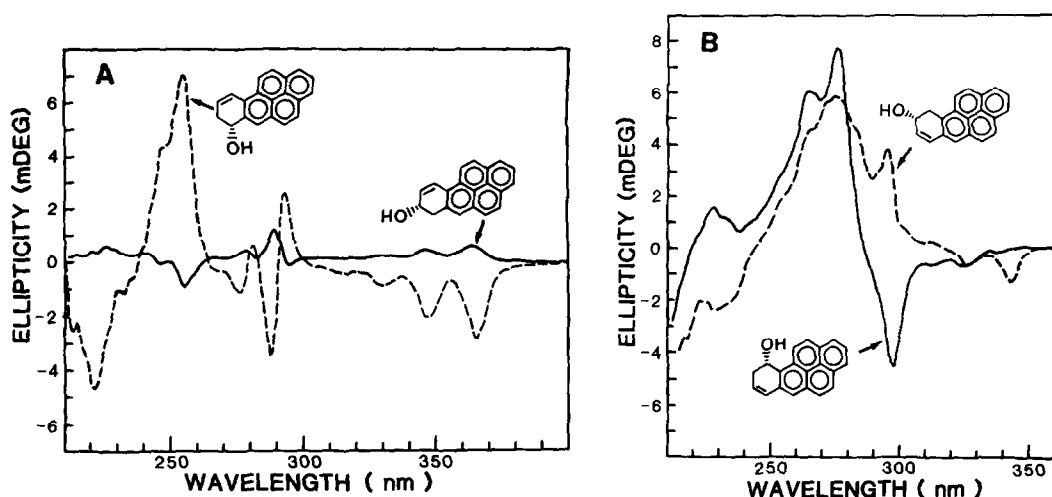 A
ELLIPTICITY (mDEG)
6
4
2
0
-2
-4
-6
250
300
350
WAVELENGTH ( nm )
OH
HO
B
ELLIPTICITY (mDEG)
8
6
4
2
0
-2
-4
-6
250
300
350
WAVELENGTH ( nm )
HO
OH